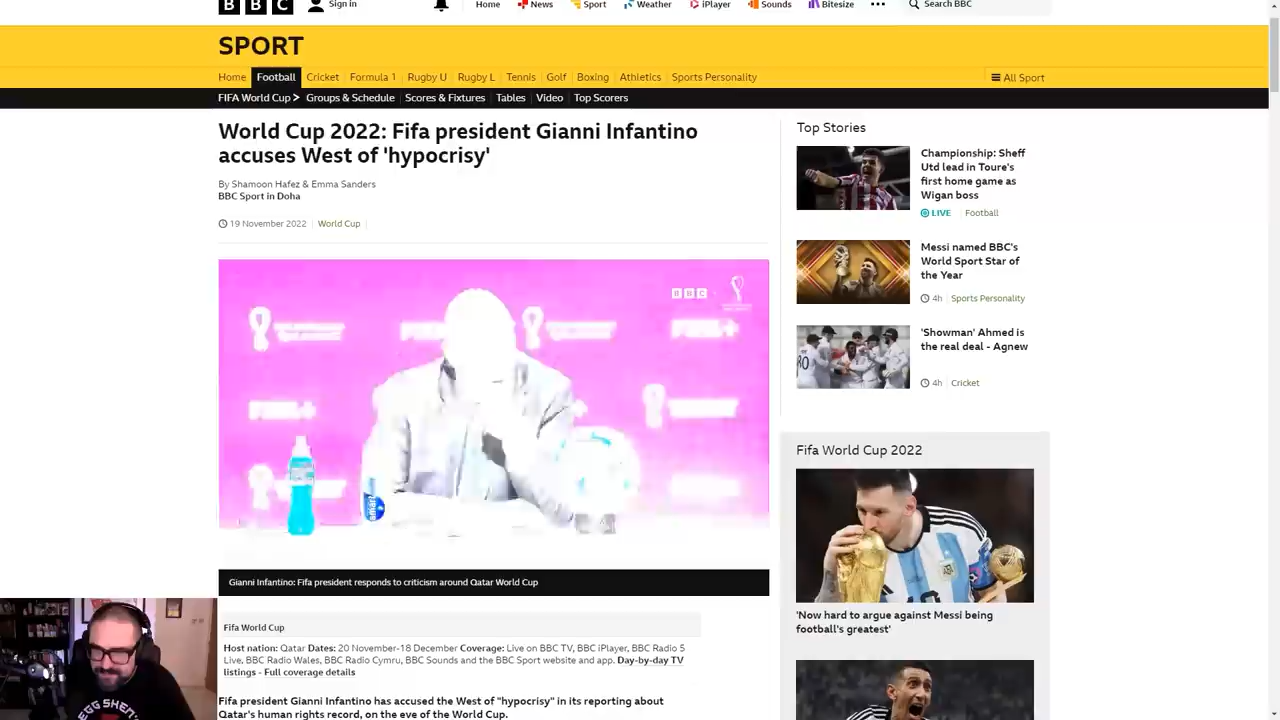 BBC
Sign in
Home
News
Sport
Weather
iPlayer
Sounds
Bitesize
Search BBC
SPORT
Home
Football
Cricket
Formula 1
Rugby U
Rugby L
Tennis
Golf
Boxing
Athletics
Sports Personality
All Sport
FIFA World Cup >
Groups & Schedule
Scores & Fixtures
Tables
Video
Top Scorers
World Cup 2022: Fifa president Gianni Infantino
accuses West of 'hypocrisy'
By Shamoon Hafez & Emma Sanders
BBC Sport in Doha
19 November 2022
World Cup
BBC
Gianni Infantino: Fifa president responds to criticism around Qatar World Cup
Fifa World Cup
Host nation: Qatar Dates: 20 November-18 December Coverage: Live on BBC TV, BBC iPlayer, BBC Radio 5
Live, BBC Radio Wales, BBC Radio Cymru, BBC Sounds and the BBC Sport website and app. Day-by-day TV
listings - Full coverage details
Fifa president Gianni Infantino has accused the West of "hypocrisy" in its reporting about
Qatar's human rights record, on the eve of the World Cup.
Top Stories
Championship: Sheff
Utd lead in Toure's
first home game as
Wigan boss
LIVE
Football
Messi named BBC's
World Sport Star of
the Year
4h
Sports Personality
'Showman' Ahmed is
the real deal - Agnew
4h
Cricket
Fifa World Cup 2022
'Now hard to argue against Messi being
football's greatest'